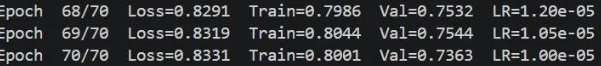 Epoch 68/70 Loss=0.8291 Train=0.7986 Val=0.7532 LR=1.20e-05
Epoch 69/70 Loss=0.8319 Train=0.8044 Val=0.7544 LR=1.05e-05
Epoch 70/70 Loss=0.8331 Train=0.8001 Val=0.7363 LR=1.00e-05